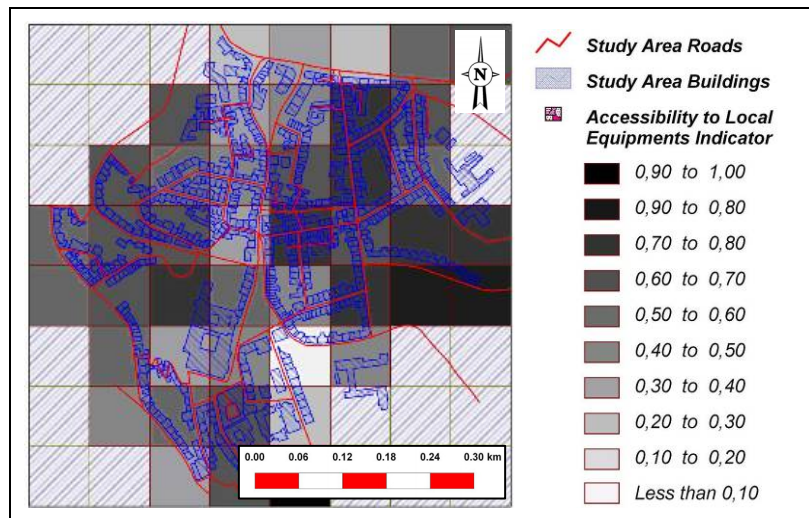 N
Study Area Roads
Study Area Buildings
Accessibility to Local
Equipments Indicator
0,90 to 1,00
0,90 to 0,80
0,70 to 0,80
0,60 to 0,70
0,50 to 0,60
0,40 to 0,50
0,30 to 0,40
0,20 to 0,30
0,10 to 0,20
Less than 0,10
0.00 0.06 0.12 0.18 0.24 0.30 km